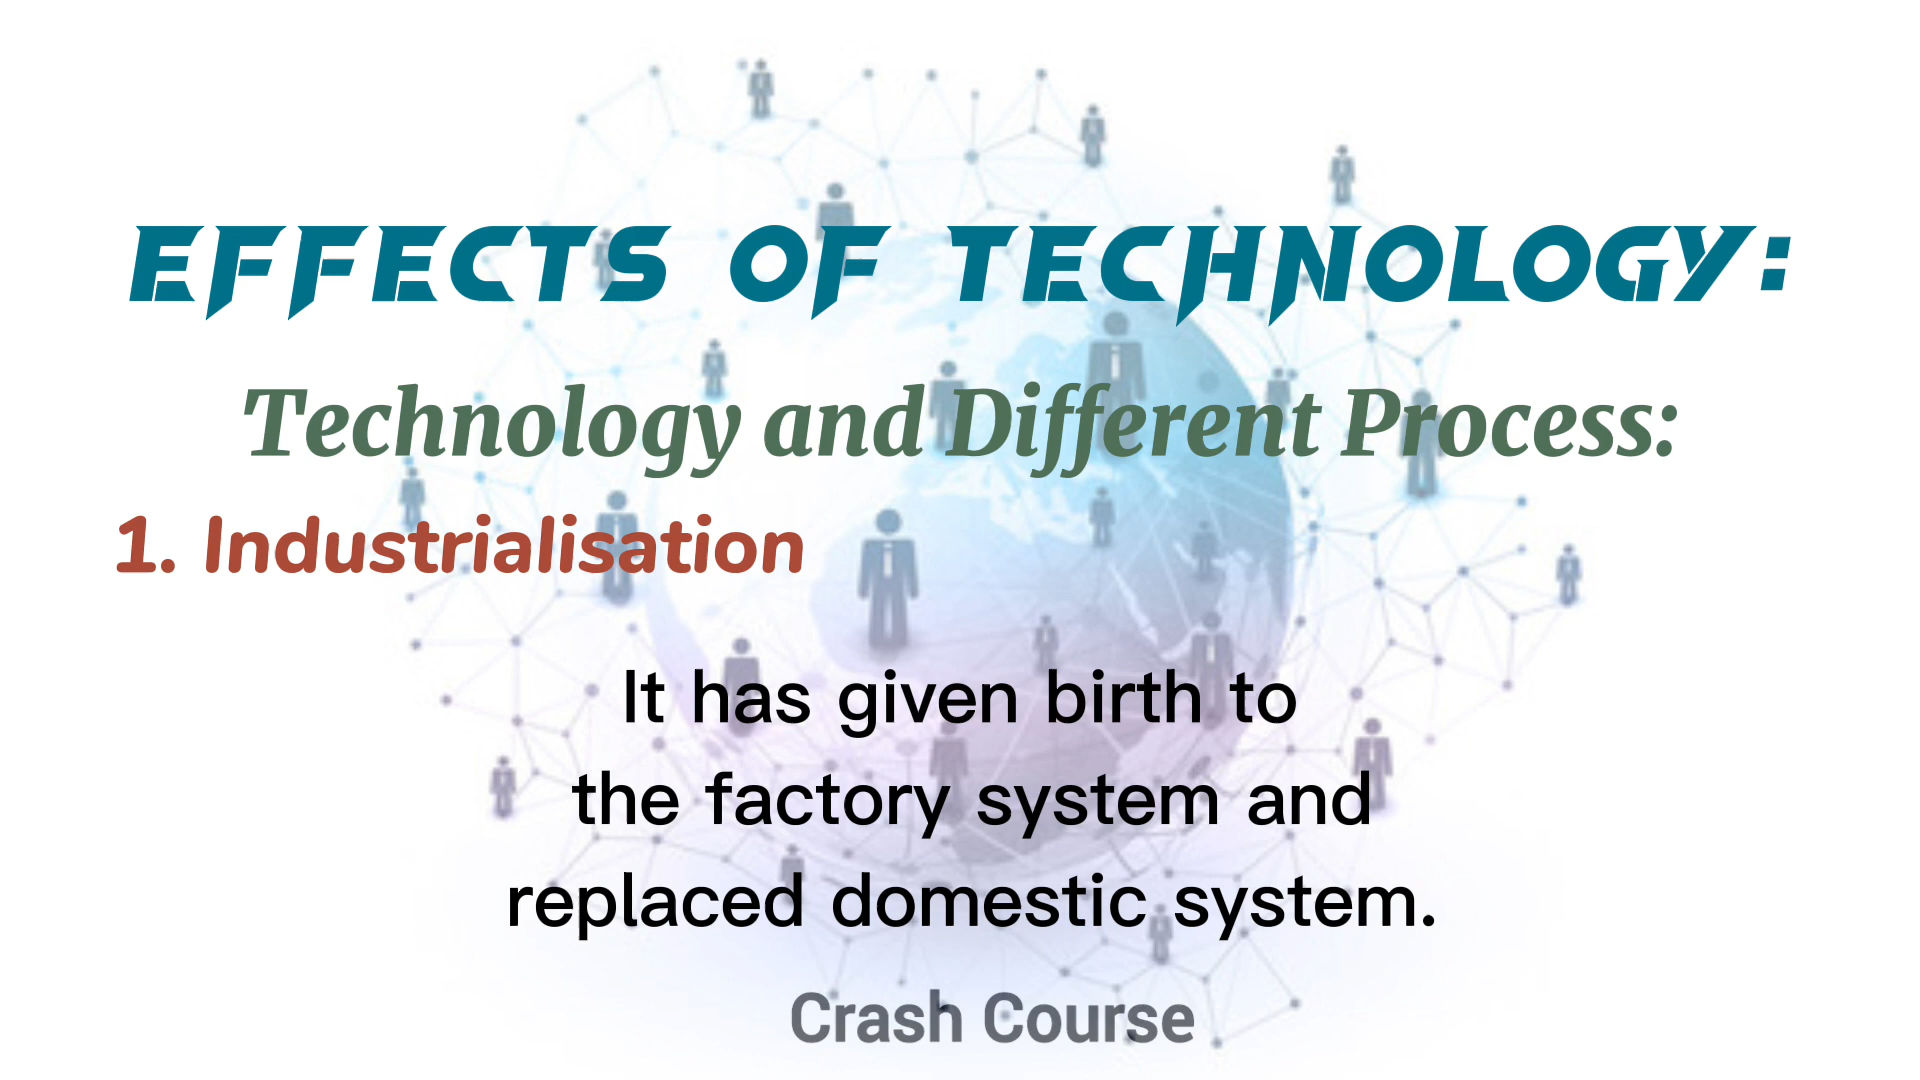 EFFECTS OF TECHNOLOGY:
Technology and Different Process:
1. Industrialisation
It has given birth to
the factory system and
replaced domestic system.
Crash Course